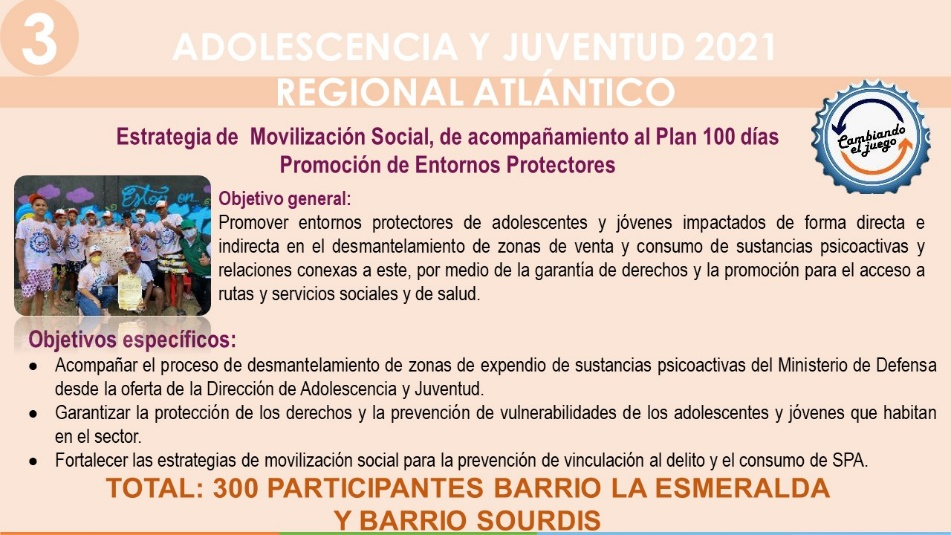 3
ADOLESCENCIA Y JUVENTUD 2021
REGIONAL ATLÁNTICO
Cambiando
el juego
Estrategia de Movilización Social, de acompañamiento al Plan 100 días
Promoción de Entornos Protectores
Estoy en
Objetivo general:
Promover entornos protectores de adolescentes y jóvenes impactados de forma directa e
indirecta en el desmantelamiento de zonas de venta y consumo de sustancias psicoactivas y
relaciones conexas a este, por medio de la garantía de derechos y la promoción para el acceso a
rutas y servicios sociales y de salud.
Objetivos específicos:
● Acompañar el proceso de desmantelamiento de zonas de expendio de sustancias psicoactivas del Ministerio de Defensa
desde la oferta de la Dirección de Adolescencia y Juventud.
● Garantizar la protección de los derechos y la prevención de vulnerabilidades de los adolescentes y jóvenes que habitan
en el sector.
● Fortalecer las estrategias de movilización social para la prevención de vinculación al delito y el consumo de SPA.
TOTAL: 300 PARTICIPANTES BARRIO LA ESMERALDA
Y BARRIO SOURDIS